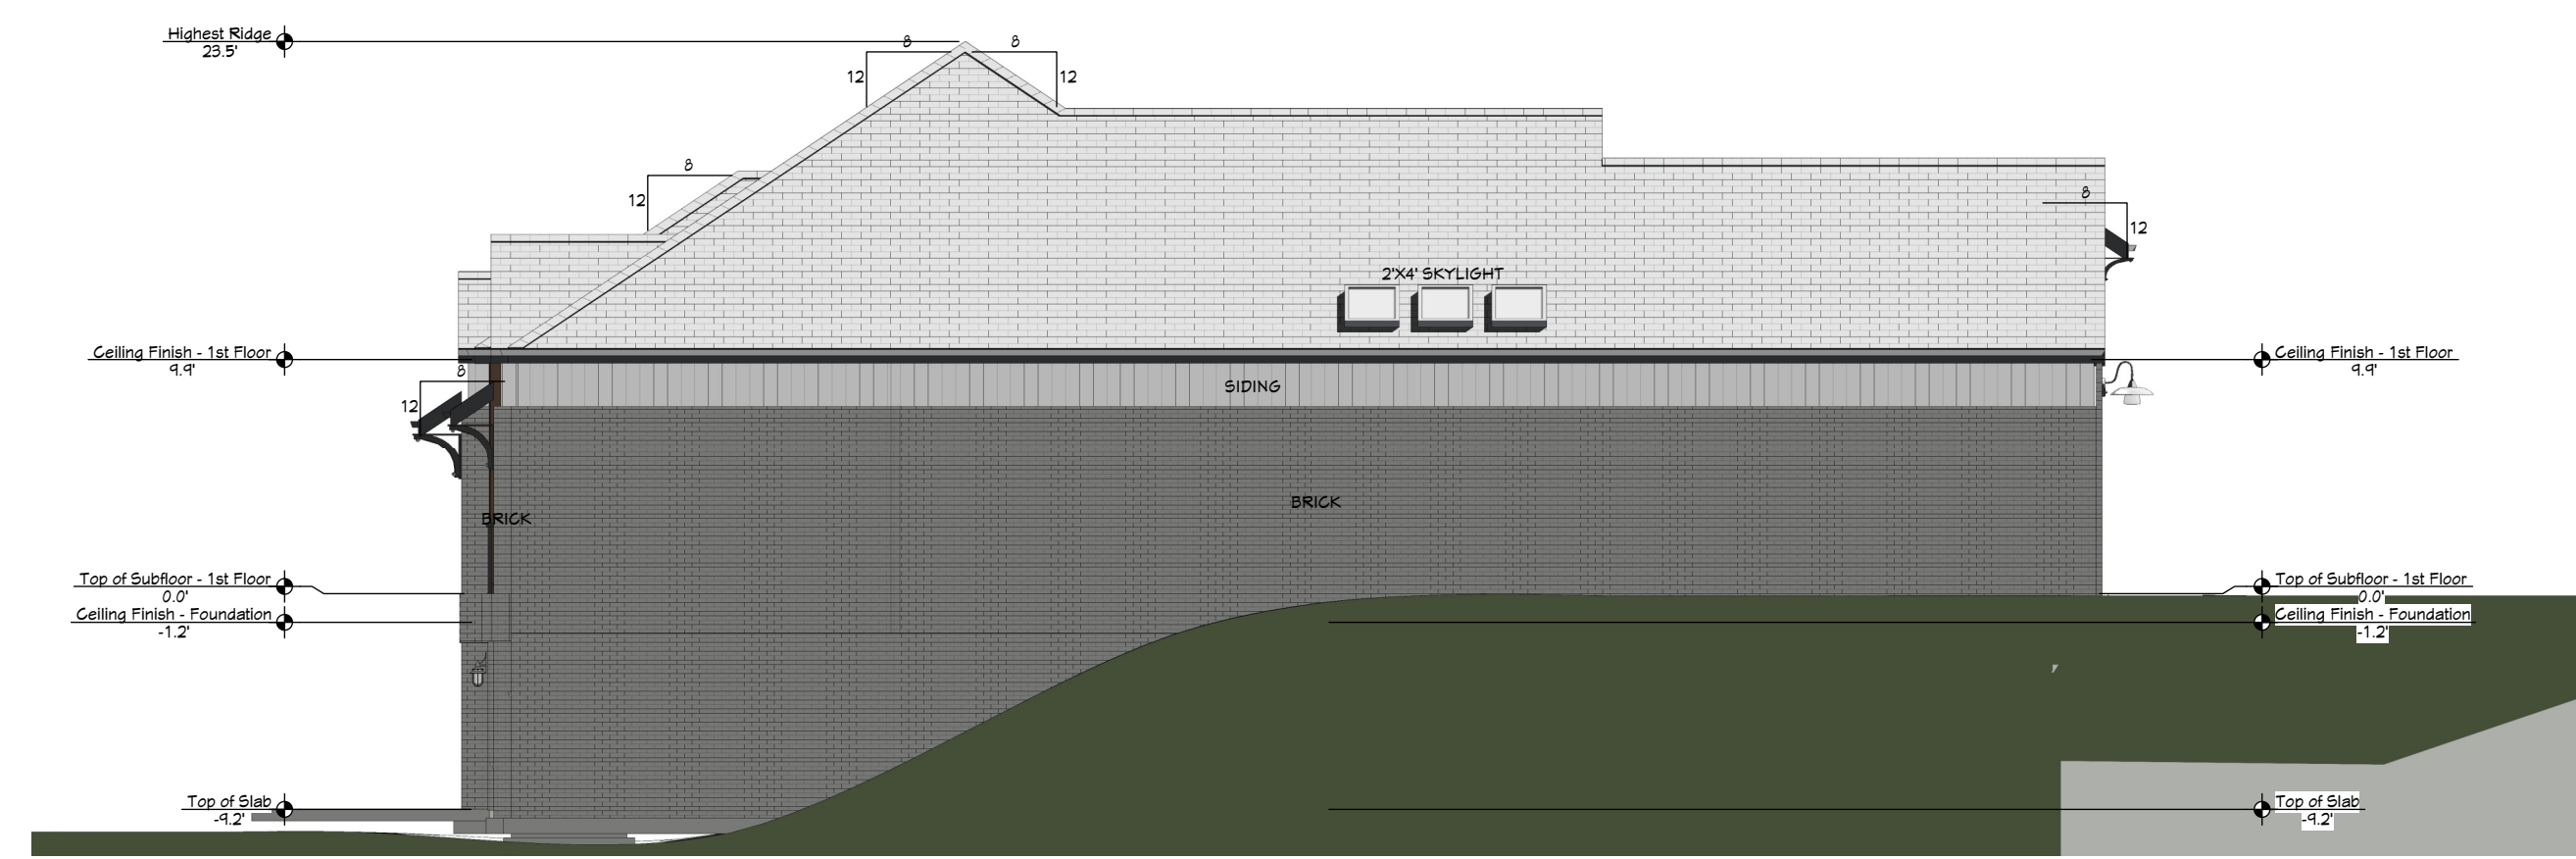 Highest Ridge
23.5'
8
8
12
12
8
12
8
12
2'X4' SKYLIGHT
Ceiling Finish - 1st Floor
9.9'
Ceiling Finish - 1st Floor
9.9'
8
12
SIDING
BRICK
BRICK
Top of Subfloor - 1st Floor
0.0'
Top of Subfloor - 1st Floor
0.0'
Ceiling Finish - Foundation
-1.2'
Ceiling Finish - Foundation
-1.2'
Top of Slab
-9.2'
Top of Slab
-9.2'